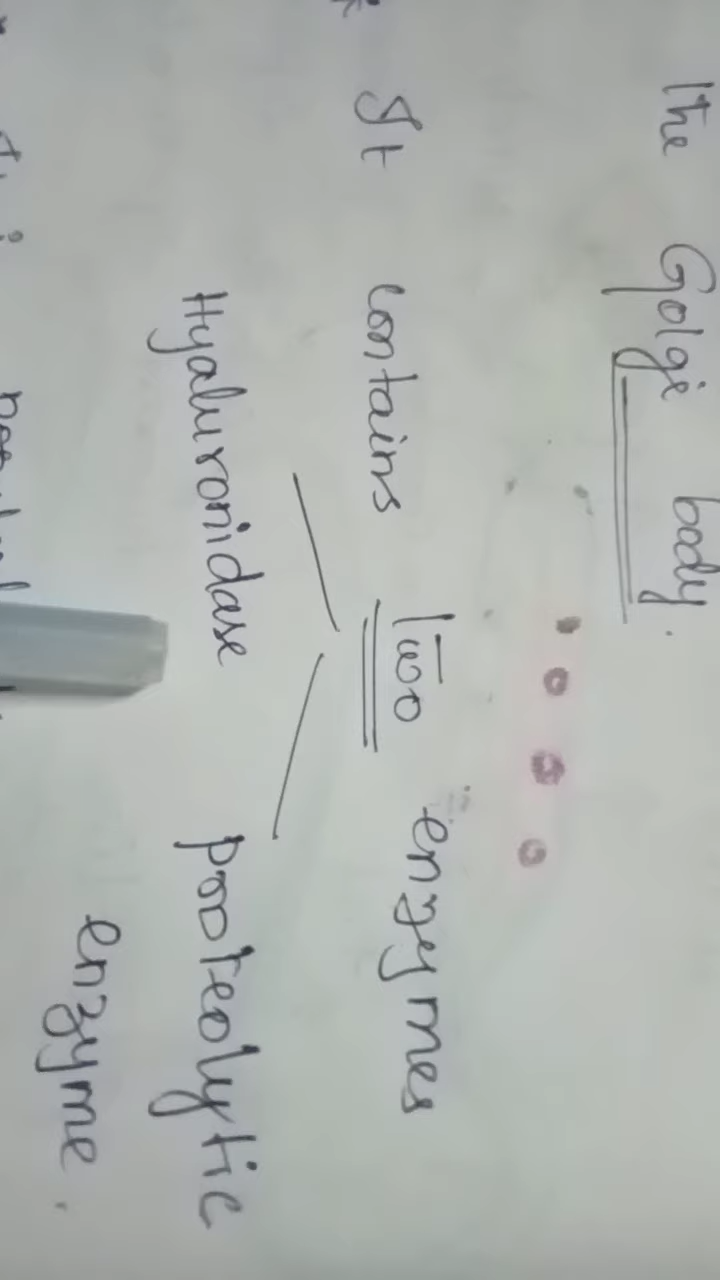 the Golgi body.
* It contains Two enzymes
Hyaluronidase proteolytic
enzyme.